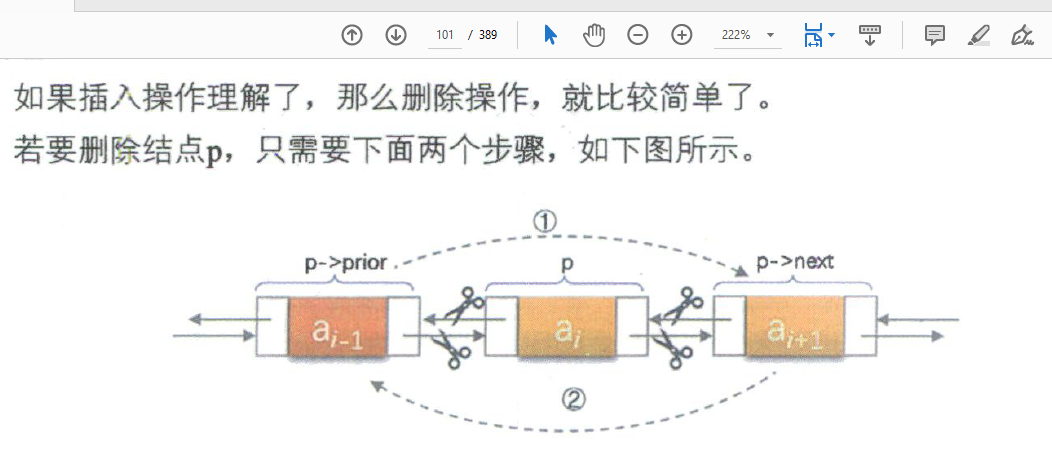 101 / 389 222%
如果插入操作理解了，那么删除操作，就比较简单了。
若要删除结点p，只需要下面两个步骤，如下图所示。
①
p->prior p p->next
ai-1 ai ai+1
②